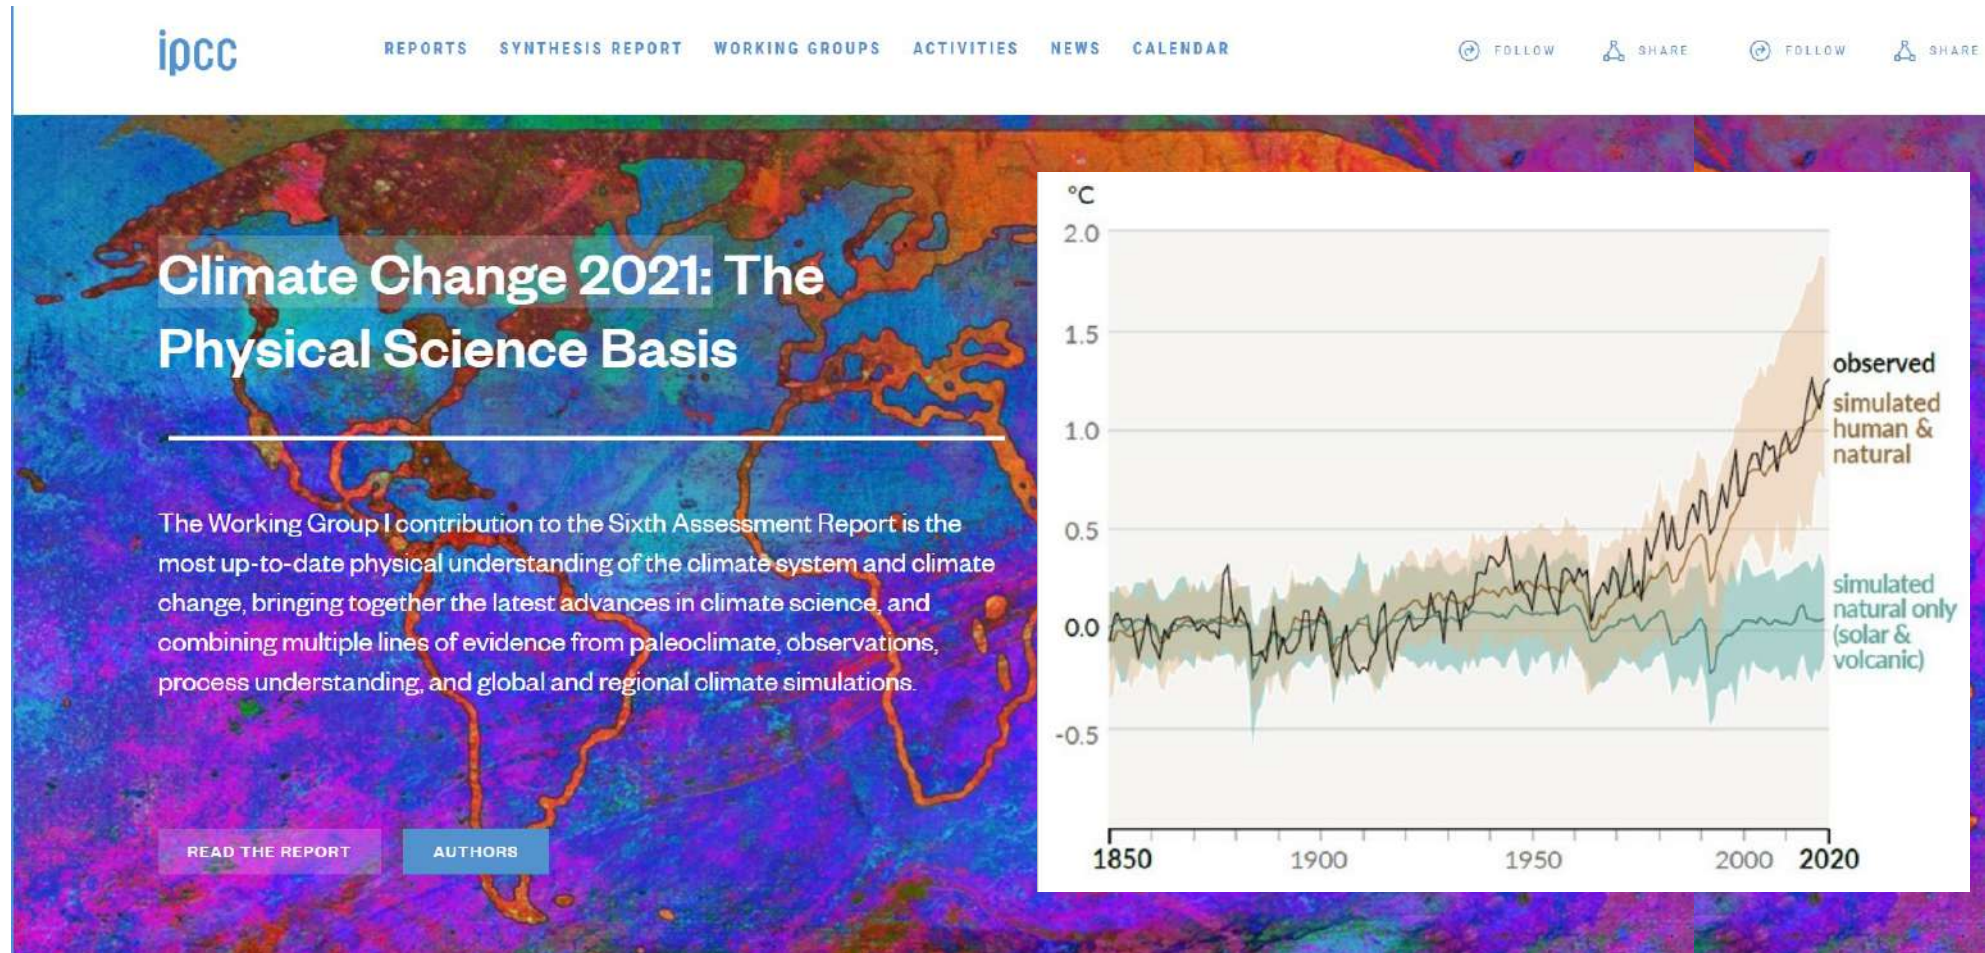 ipcc
REPORTS SYNTHESIS REPORT WORKING GROUPS ACTIVITIES NEWS CALENDAR FOLLOW SHARE FOLLOW SHARE
Climate Change 2021: The
Physical Science Basis
The Working Group I contribution to the Sixth Assessment Report is the
most up-to-date physical understanding of the climate system and climate
change, bringing together the latest advances in climate science, and
combining multiple lines of evidence from paleoclimate, observations,
process understanding, and global and regional climate simulations.
READ THE REPORT AUTHORS
°C
2.0
1.5
1.0
0.5
0.0
-0.5
observed
simulated
human &
natural
simulated
natural only
(solar &
volcanic)
1850 1900 1950 2000 2020